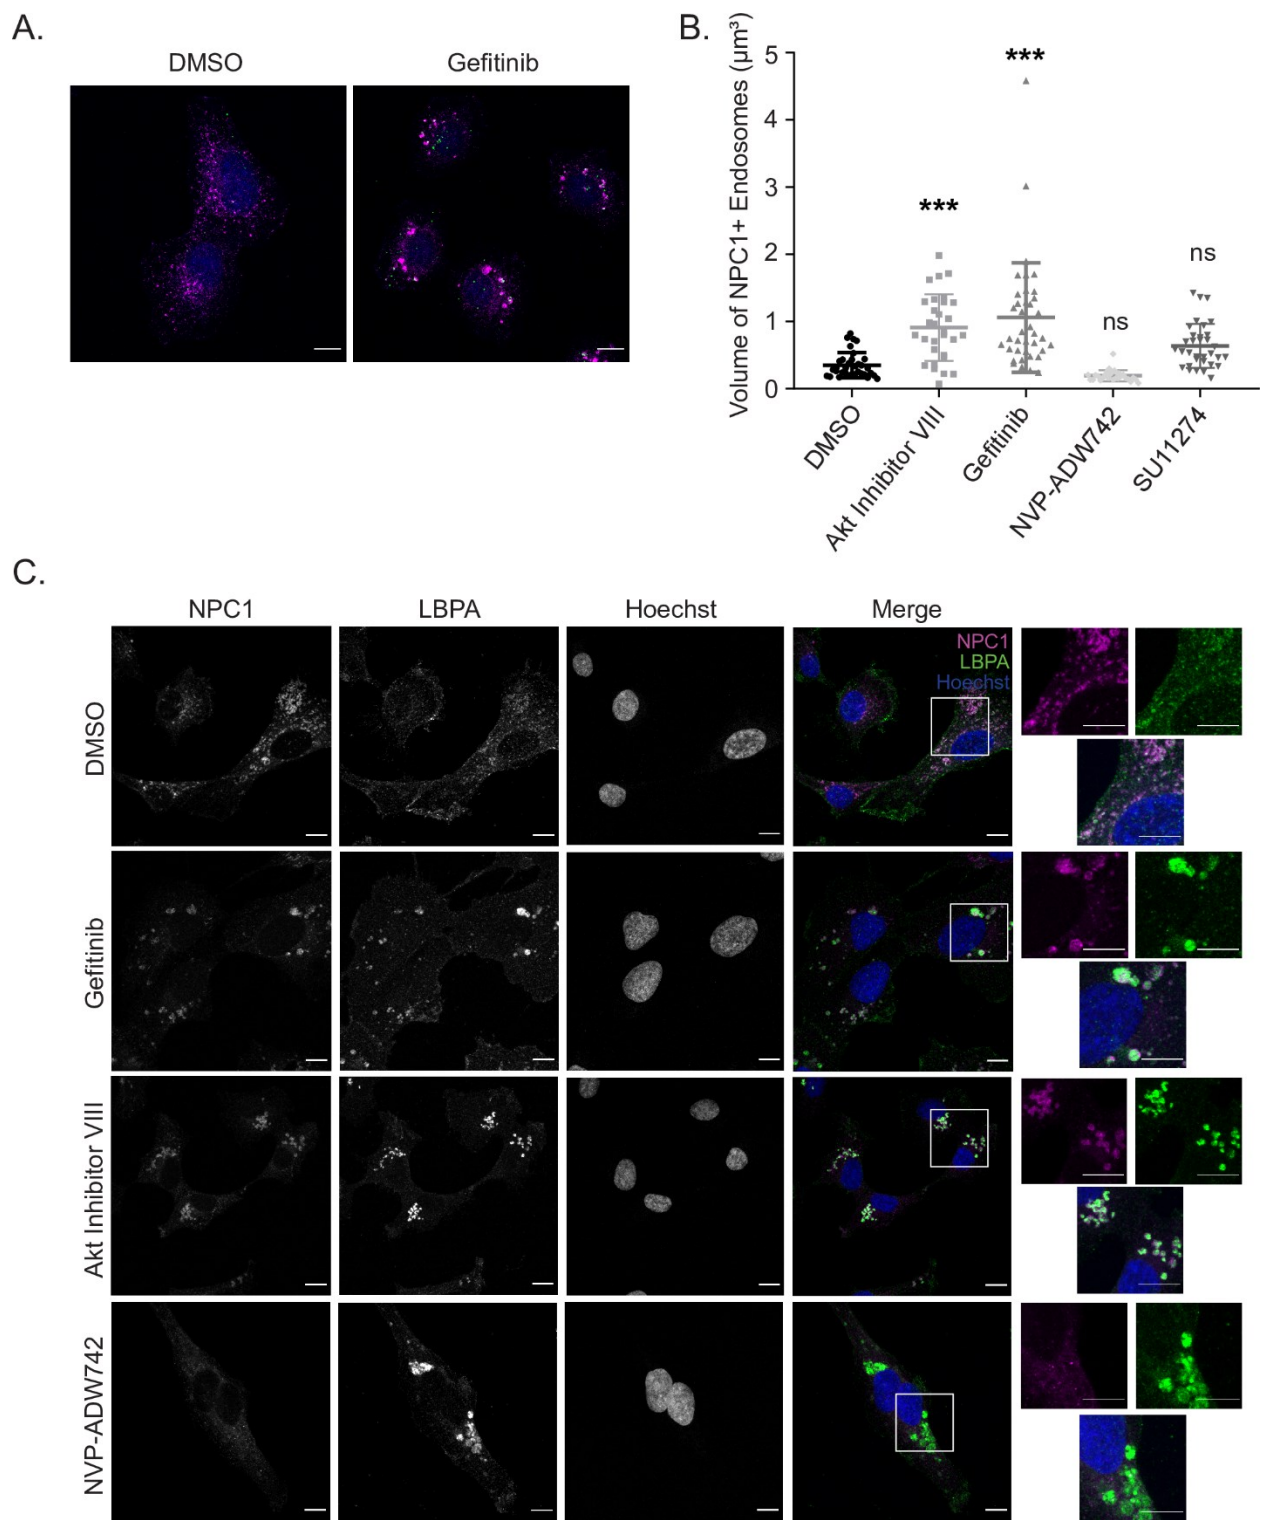 A.
DMSO
Gefitinib
B.
Volume of NPC1+ Endosomes (µm³)
5
4
3
2
1
0
***
***
ns
ns
DMSO
Akt Inhibitor VIII
Gefitinib
NVP-ADW742
SU11274
C.
NPC1
LBPA
Hoechst
Merge
NPC1
LBPA
Hoechst
DMSO
Gefitinib
Akt Inhibitor VIII
NVP-ADW742